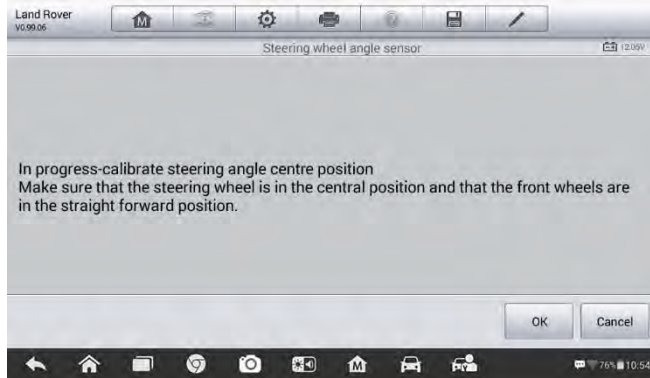 Land Rover
V0.99.06
M
Steering wheel angle sensor
12.05V
In progress-calibrate steering angle centre position
Make sure that the steering wheel is in the central position and that the front wheels are
in the straight forward position.
OK
Cancel
M
76% 10:54